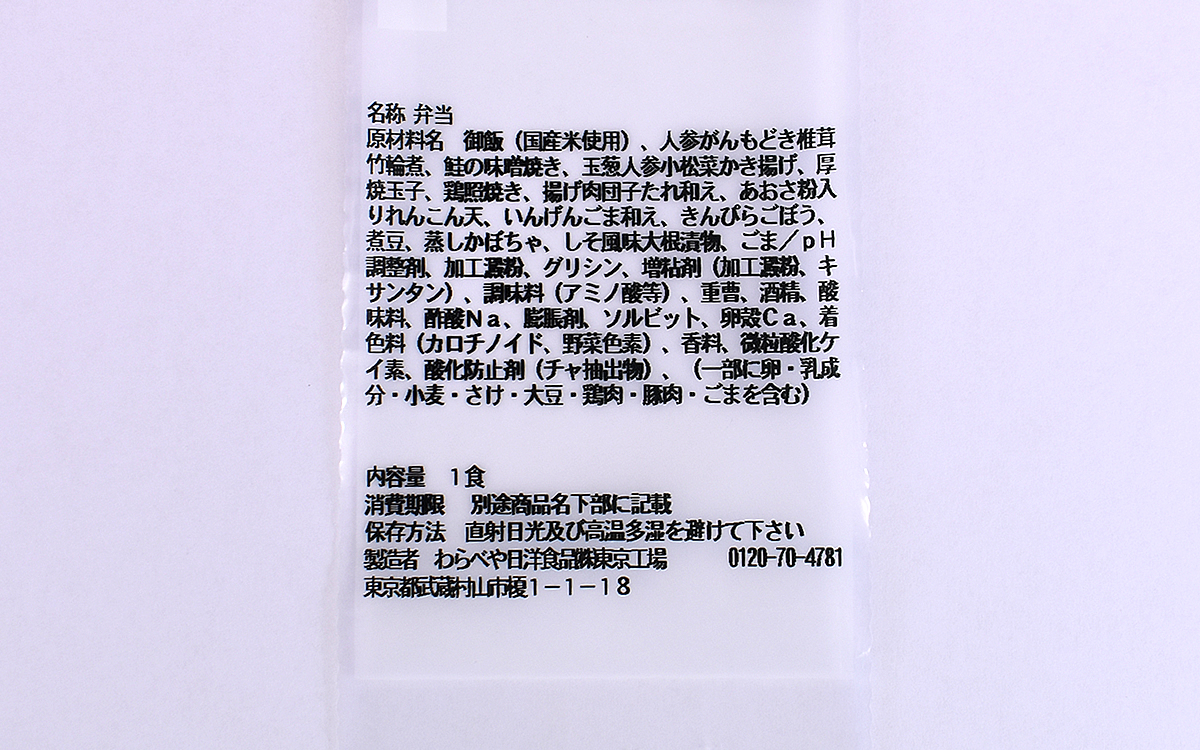 名称 弁当
原材料名　御飯（国産米使用）、人参がんもどき椎茸
竹輪煮、鮭の味噌焼き、玉葱人参小松菜かき揚げ、厚
焼玉子、鶏照焼き、揚げ肉団子たれ和え、あおさ粉入
りれんこん天、いんげんごま和え、きんぴらごぼう、
煮豆、蒸しかぼちゃ、しそ風味大根漬物、ごま／ｐＨ
調整剤、加工澱粉、グリシン、増粘剤（加工澱粉、キ
サンタン）、調味料（アミノ酸等）、重曹、酒精、酸
味料、酢酸Ｎａ、膨脹剤、ソルビット、卵殻Ｃａ、着
色料（カロチノイド、野菜色素）、香料、微粒酸化ケ
イ素、酸化防止剤（チャ抽出物）、（一部に卵・乳成
分・小麦・さけ・大豆・鶏肉・豚肉・ごまを含む）
内容量　１食
消費期限　別途商品名下部に記載
保存方法　直射日光及び高温多湿を避けて下さい
製造者　わらべや日洋食品㈱東京工場　0120-70-4781
東京都武蔵村山市榎１－１－１８